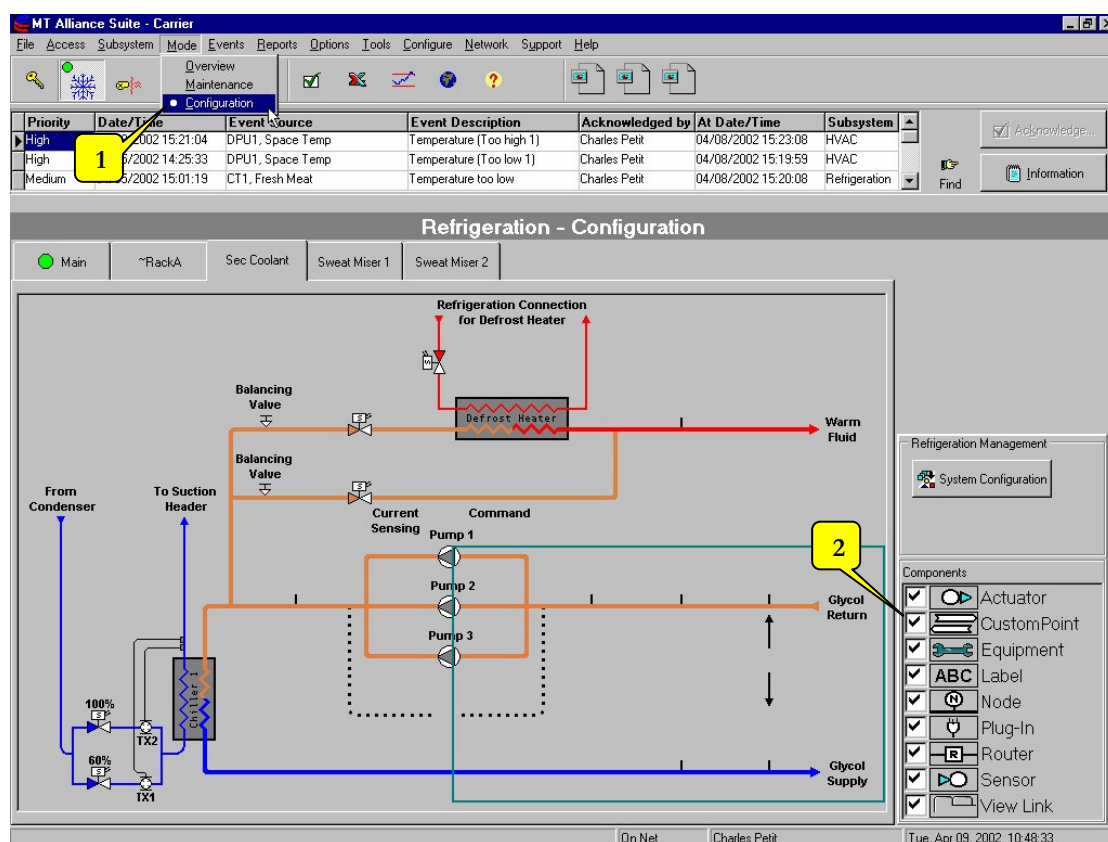 MT Alliance Suite - Carrier
File Access Subsystem Mode Events Reports Options Tools Configure Network Support Help
Overview
Maintenance
Configuration
Priority Date/Time Event Source Event Description Acknowledged by At Date/Time Subsystem
High 2002 15:21:04 DPU1, Space Temp Temperature (Too high 1) Charles Petit 04/08/2002 15:23:08 HVAC
High /2002 14:25:33 DPU1, Space Temp Temperature (Too low 1) Charles Petit 04/08/2002 15:19:59 HVAC
Medium /2002 15:01:19 CT1, Fresh Meat Temperature too low Charles Petit 04/08/2002 15:20:08 Refrigeration
1
Acknowledge...
Find
Information
Refrigeration - Configuration
Main ~RackA Sec Coolant Sweat Miser 1 Sweat Miser 2
Refrigeration Connection
for Defrost Heater
S
Balancing
Valve
S
Defrost Heater
Warm
Fluid
Balancing
Valve
S
From
Condenser
To Suction
Header
Current
Sensing
Command
Pump 1
Pump 2
Pump 3
Glycol
Return
Chiller 1
100%
S
TX2
60%
S
TX1
Glycol
Supply
Refrigeration Management
System Configuration
2
Components
Actuator
CustomPoint
Equipment
ABC Label
N Node
Plug-In
R Router
Sensor
View Link
On Net Charles Petit Tue, Apr 09, 2002 10:48:33